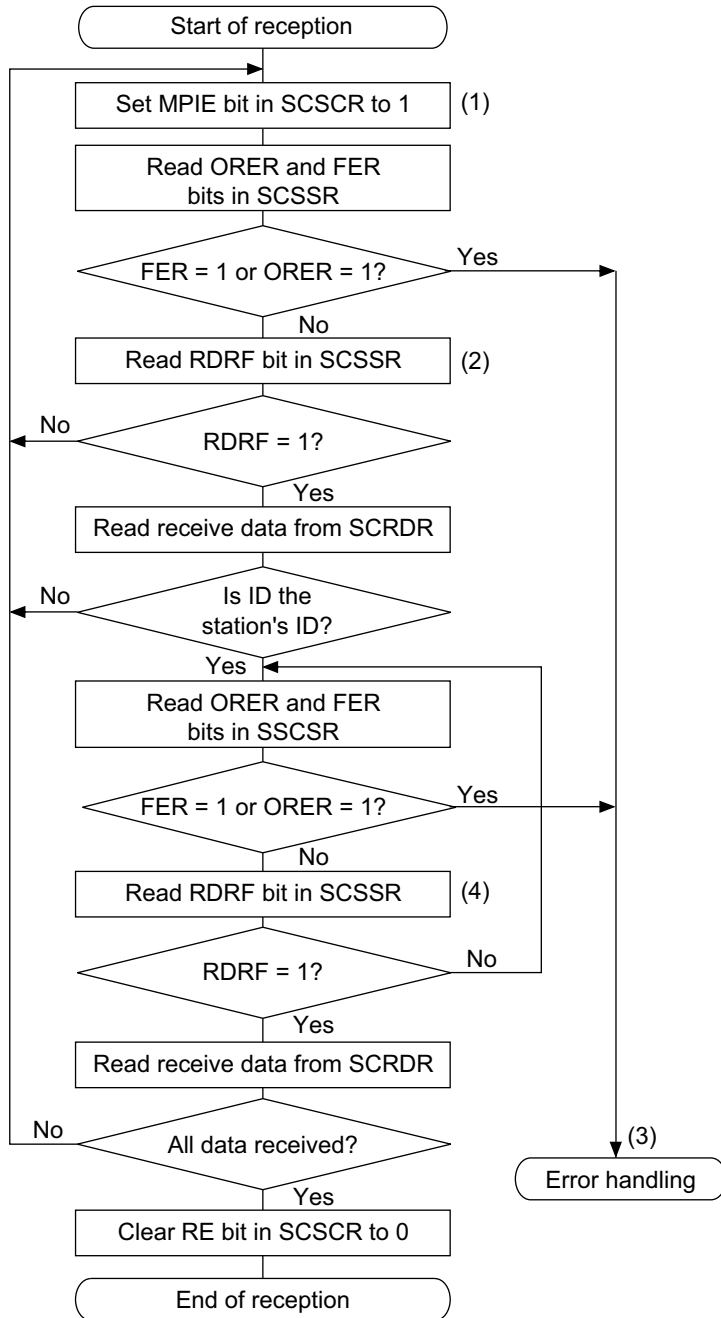 Start of reception
Set MPIE bit in SCSCR to 1
(1)
Read ORER and FER
bits in SCSSR
FER = 1 or ORER = 1?
Yes
No
Read RDRF bit in SCSSR
(2)
No
RDRF = 1?
Yes
Read receive data from SCRDR
No
Is ID the
station's ID?
Yes
Read ORER and FER
bits in SSCSR
FER = 1 or ORER = 1?
Yes
No
Read RDRF bit in SCSSR
(4)
RDRF = 1?
No
Yes
Read receive data from SCRDR
No
All data received?
(3)
Error handling
Yes
Clear RE bit in SCSCR to 0
End of reception